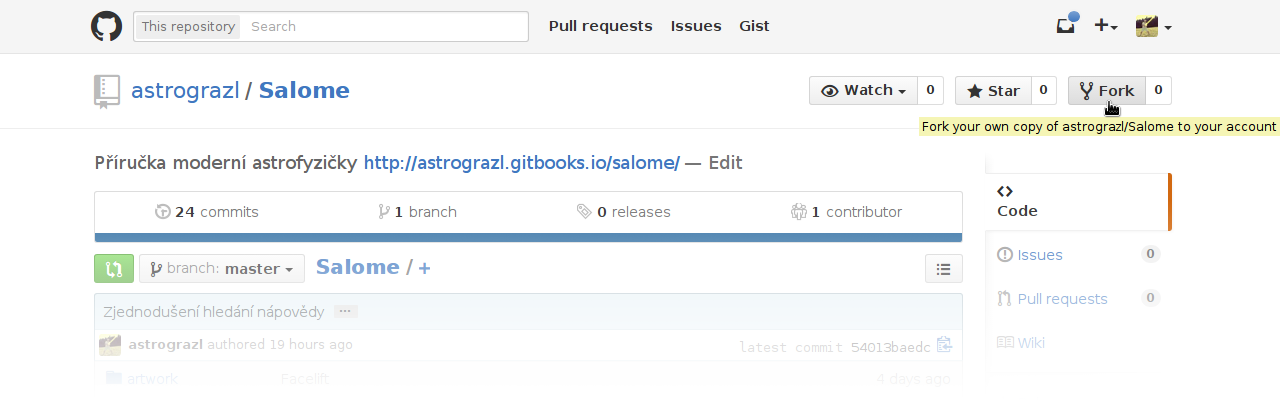 This repository Search Pull requests Issues Gist
astrograzl / Salome Watch 0 Star 0 Fork 0
Fork your own copy of astrograzl/Salome to your account
Příručka moderní astrofyzičky http://astrograzl.gitbooks.io/salome/ — Edit
24 commits 1 branch 0 releases 1 contributor
branch: master Salome / +
Zjednodušení hledání nápovědy ...
astrograzl authored 19 hours ago latest commit 54013baedc
artwork Facelift 4 days ago
Code
Issues 0
Pull requests 0
Wiki